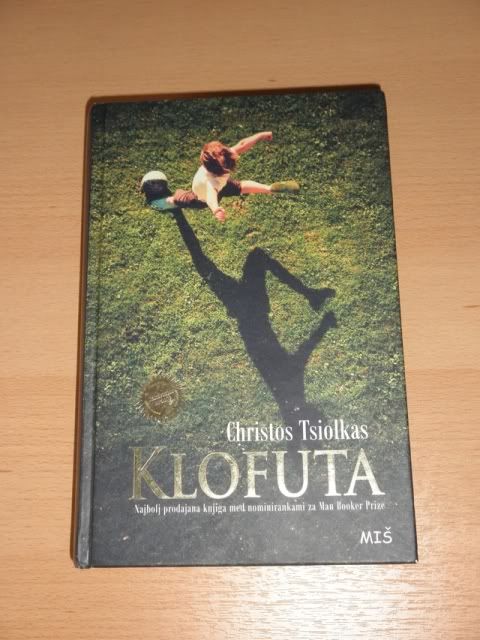 Christos Tsiolkas
KLOFUTA
Najbolj prodajana knjiga med nominirankami za Man Booker Prize
MIŠ